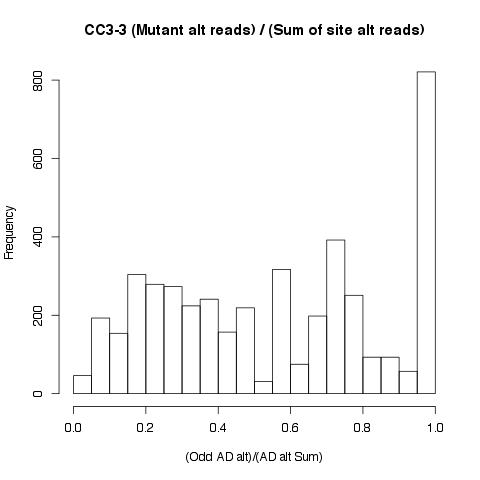 CC3-3 (Mutant alt reads) / (Sum of site alt reads)
Frequency
800
600
400
200
0
0.0 0.2 0.4 0.6 0.8 1.0
(Odd AD alt)/(AD alt Sum)